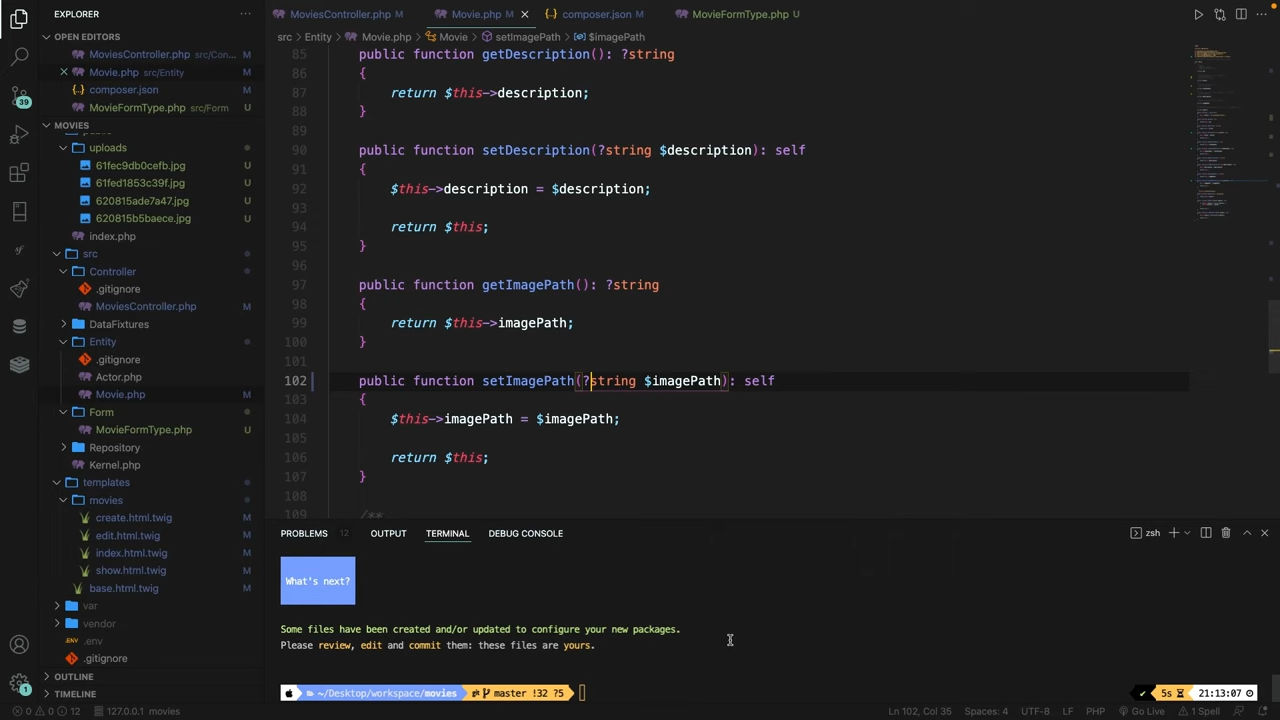 EXPLORER
OPEN EDITORS
MoviesController.php src/Con... M
Movie.php src/Entity M
composer.json M
MovieFormType.php src/Form U
MOVIES
uploads
61fec9db0cefb.jpg U
61fed1853c39f.jpg U
620815ade7a47.jpg U
620815b5baece.jpg U
index.php
src
Controller
.gitignore
MoviesController.php M
DataFixtures
Entity
.gitignore
Actor.php
Movie.php M
Form
MovieFormType.php U
Repository
Kernel.php
templates
movies
create.html.twig M
edit.html.twig M
index.html.twig M
show.html.twig M
base.html.twig M
var
vendor
.env
.gitignore
OUTLINE
TIMELINE
39
1
MoviesController.php M
Movie.php M
composer.json M
MovieFormType.php U
src > Entity > Movie.php > Movie > setImagePath > $imagePath
85 public function getDescription(): ?string
86 {
87 return $this->description;
88 }
89
90 public function setDescription(?string $description): self
91 {
92 $this->description = $description;
93
94 return $this;
95 }
96
97 public function getImagePath(): ?string
98 {
99 return $this->imagePath;
100 }
101
102 public function setImagePath(?string $imagePath): self
103 {
104 $this->imagePath = $imagePath;
105
106 return $this;
107 }
108
109 /**
PROBLEMS 12 OUTPUT TERMINAL DEBUG CONSOLE zsh
What's next?
Some files have been created and/or updated to configure your new packages.
Please review, edit and commit them: these files are yours.
~/Desktop/workspace/movies master !32 ?5 5s 21:13:07
0 0 12 127.0.0.1 movies Ln 102, Col 35 Spaces: 4 UTF-8 LF PHP Go Live 1 Spell